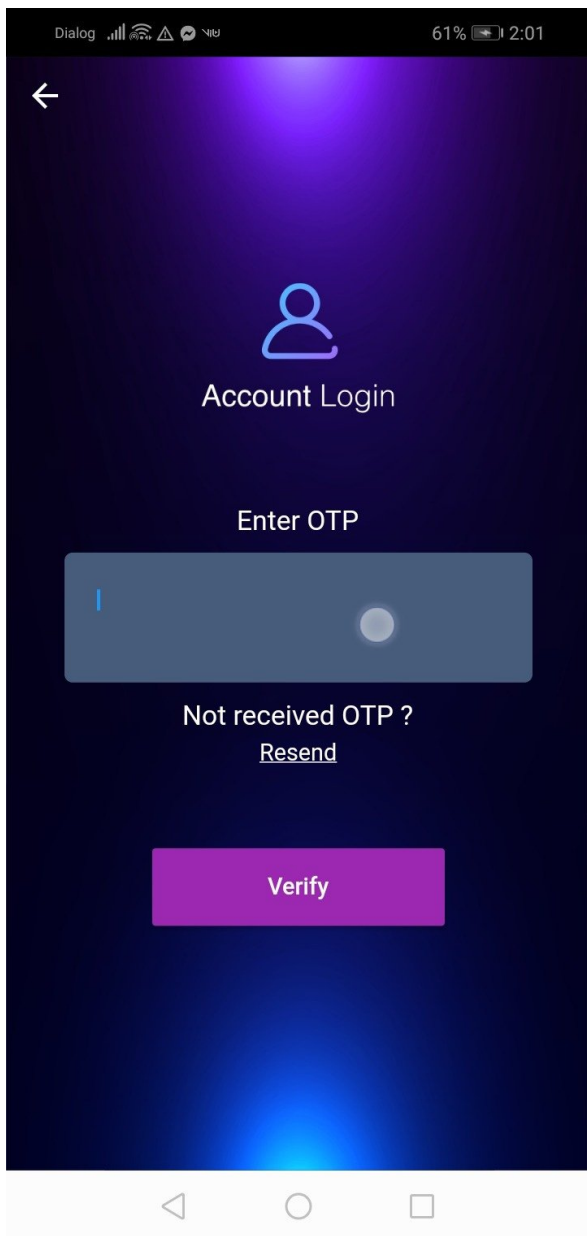 Dialog 61% 2:01
Account Login
Enter OTP
Not received OTP ?
Resend
Verify